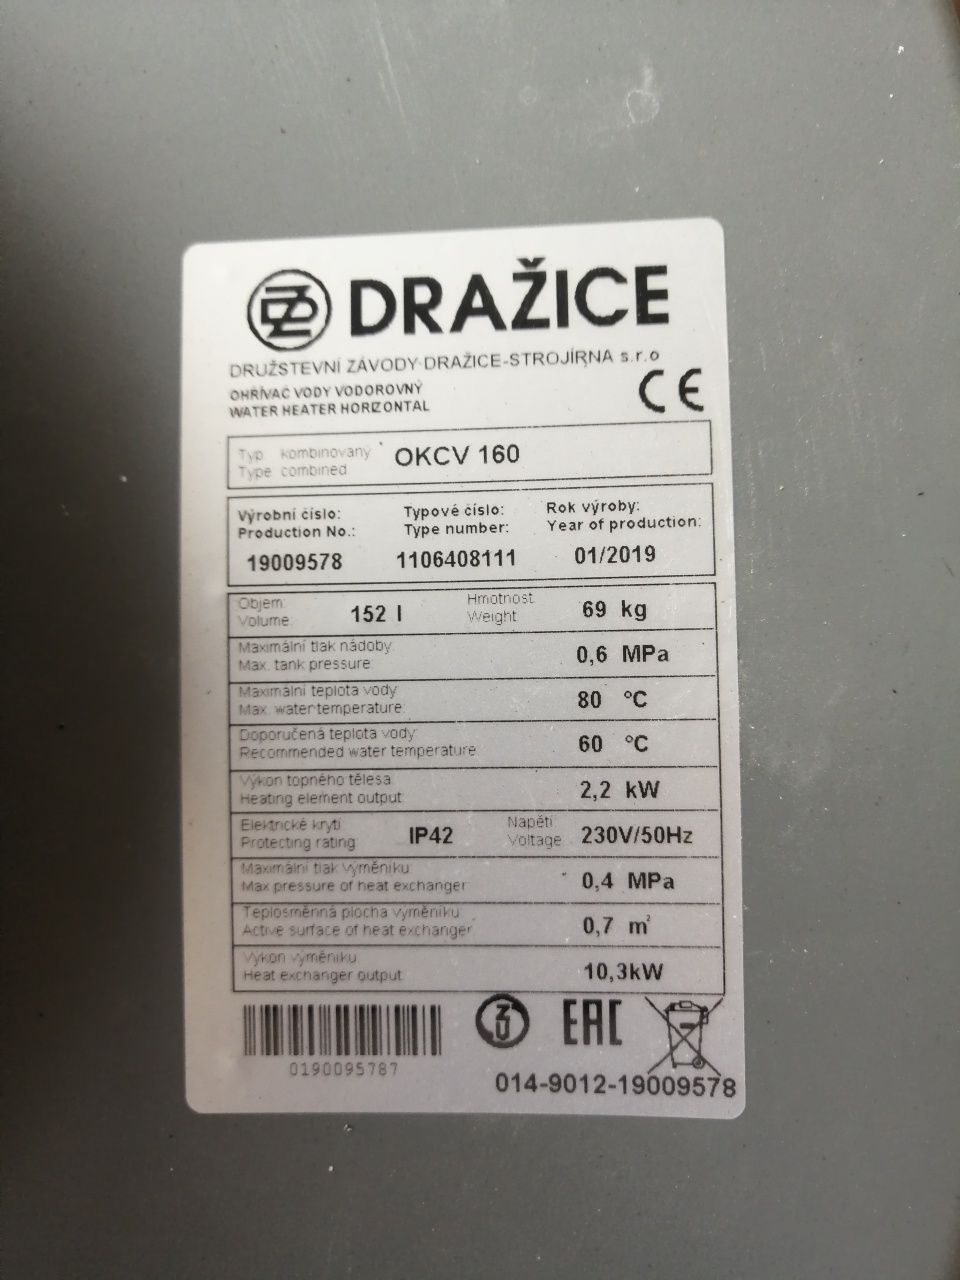 DRAŽICE
DRUŽSTEVNÍ ZÁVODY DRAŽICE-STROJÍRNA s.r.o
OHŘÍVAČ VODY VODOROVNÝ
WATER HEATER HORIZONTAL
CE
Typ kombinovaný
Type combined
OKCV 160
Výrobní číslo:
Production No.:
19009578
Typové číslo:
Type number:
1106408111
Rok výroby:
Year of production:
01/2019
Objem:
Volume:
152 l
Hmotnost:
Weight:
69 kg
Maximální tlak nádoby:
Max. tank pressure:
0,6 MPa
Maximální teplota vody:
Max. water temperature:
80 °C
Doporučená teplota vody:
Recommended water temperature:
60 °C
Výkon topného tělesa:
Heating element output:
2,2 kW
Elektrické krytí:
Protecting rating:
IP42
Napětí:
Voltage:
230V/50Hz
Maximální tlak výměníku:
Max pressure of heat exchanger:
0,4 MPa
Teplosměnná plocha výměníku:
Active surface of heat exchanger:
0,7 m²
Výkon výměníku:
Heat exchanger output:
10,3kW
0190095787
EAC
014-9012-19009578